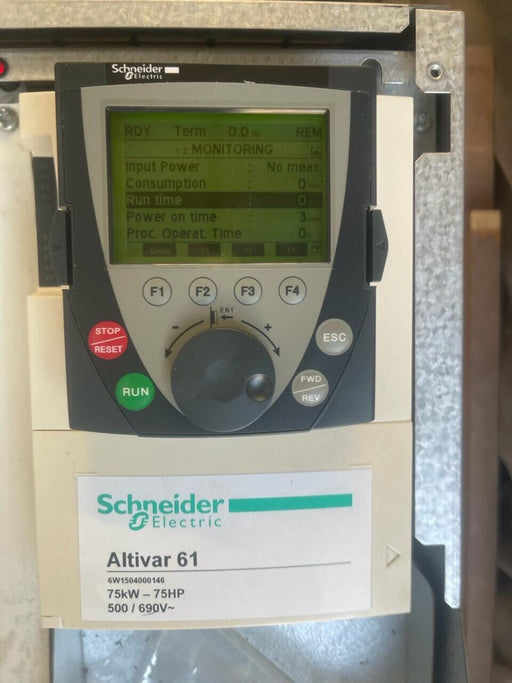 Schneider
Electric
RDY Term 0.0 Hz REM
1.2 MONITORING
Input Power : No meas.
Consumption : 0
Run time : 0
Power on time : 3
Proc. Operat. Time : 0 h
Code << >>
F1 F2 F3 F4
ENT
- +
STOP
RESET
ESC
RUN
FWD
REV
Schneider
Electric
Altivar 61
6W1504000146
75kW – 75HP
500 / 690V~